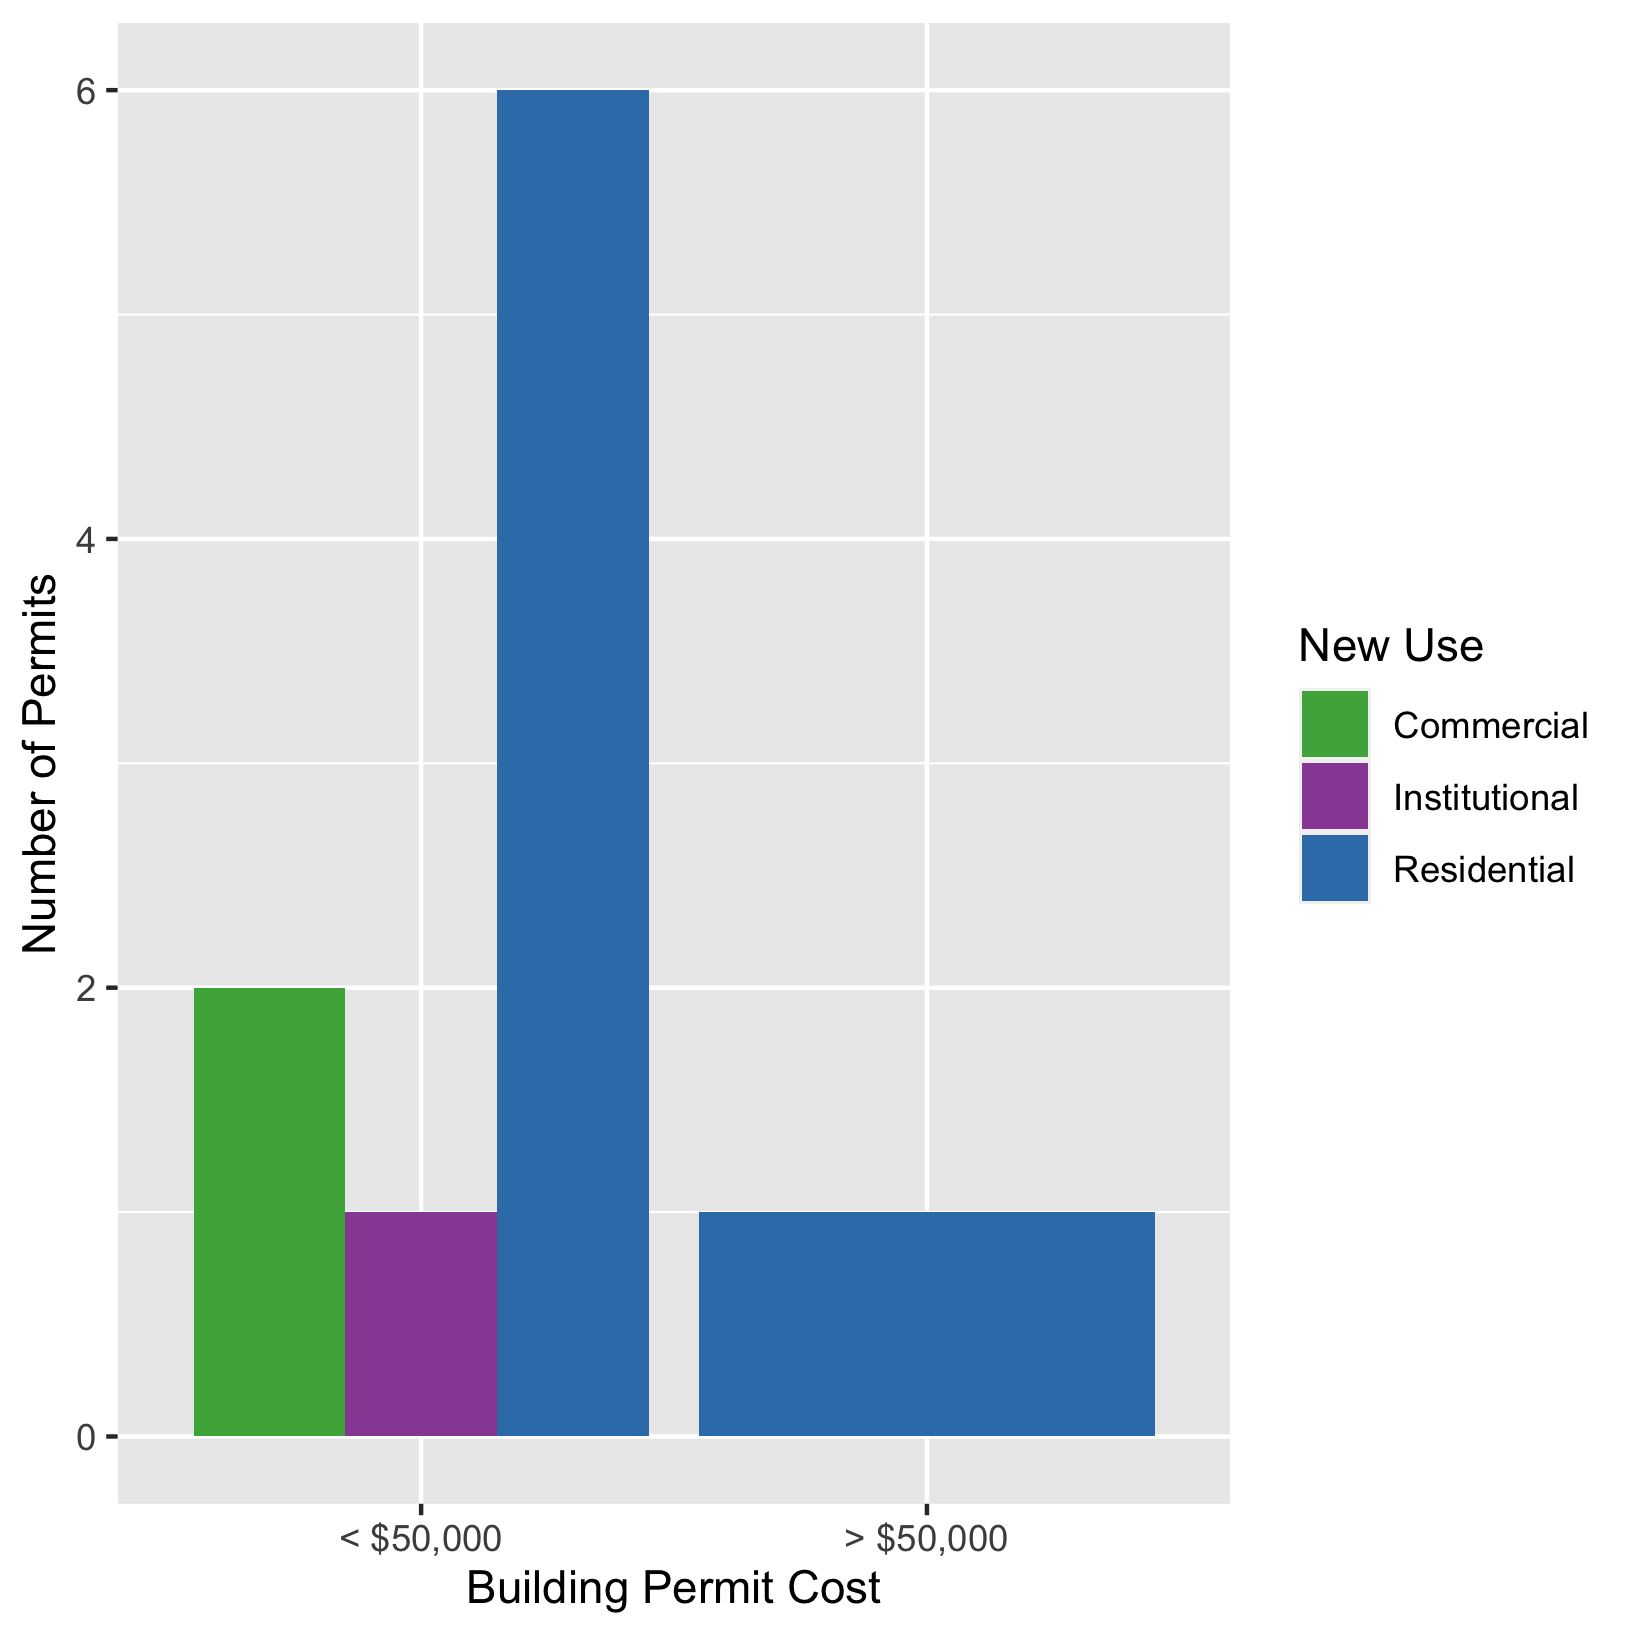 6
4
2
0
Number of Permits
< $50,000
> $50,000
Building Permit Cost
New Use
Commercial
Institutional
Residential